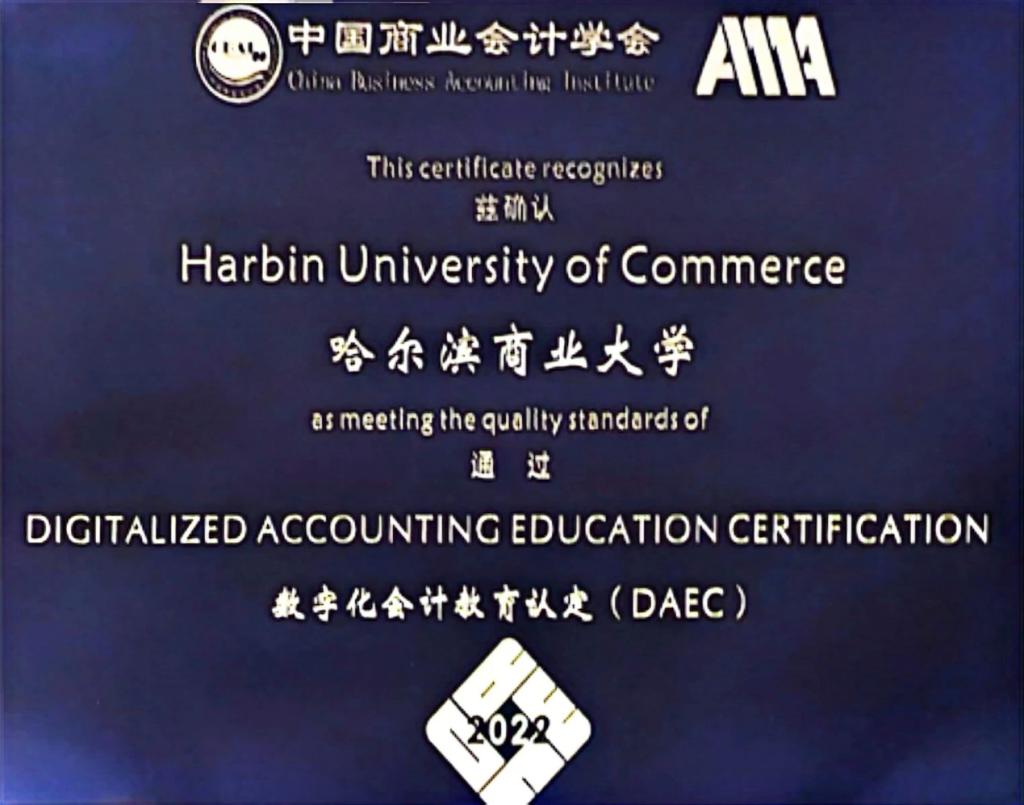 中国商业会计学会
China Business Accounting Institute
This certificate recognizes
兹确认
Harbin University of Commerce
哈尔滨商业大学
as meeting the quality standards of
通 过
DIGITALIZED ACCOUNTING EDUCATION CERTIFICATION
数字化会计教育认定（DAEC）
2022